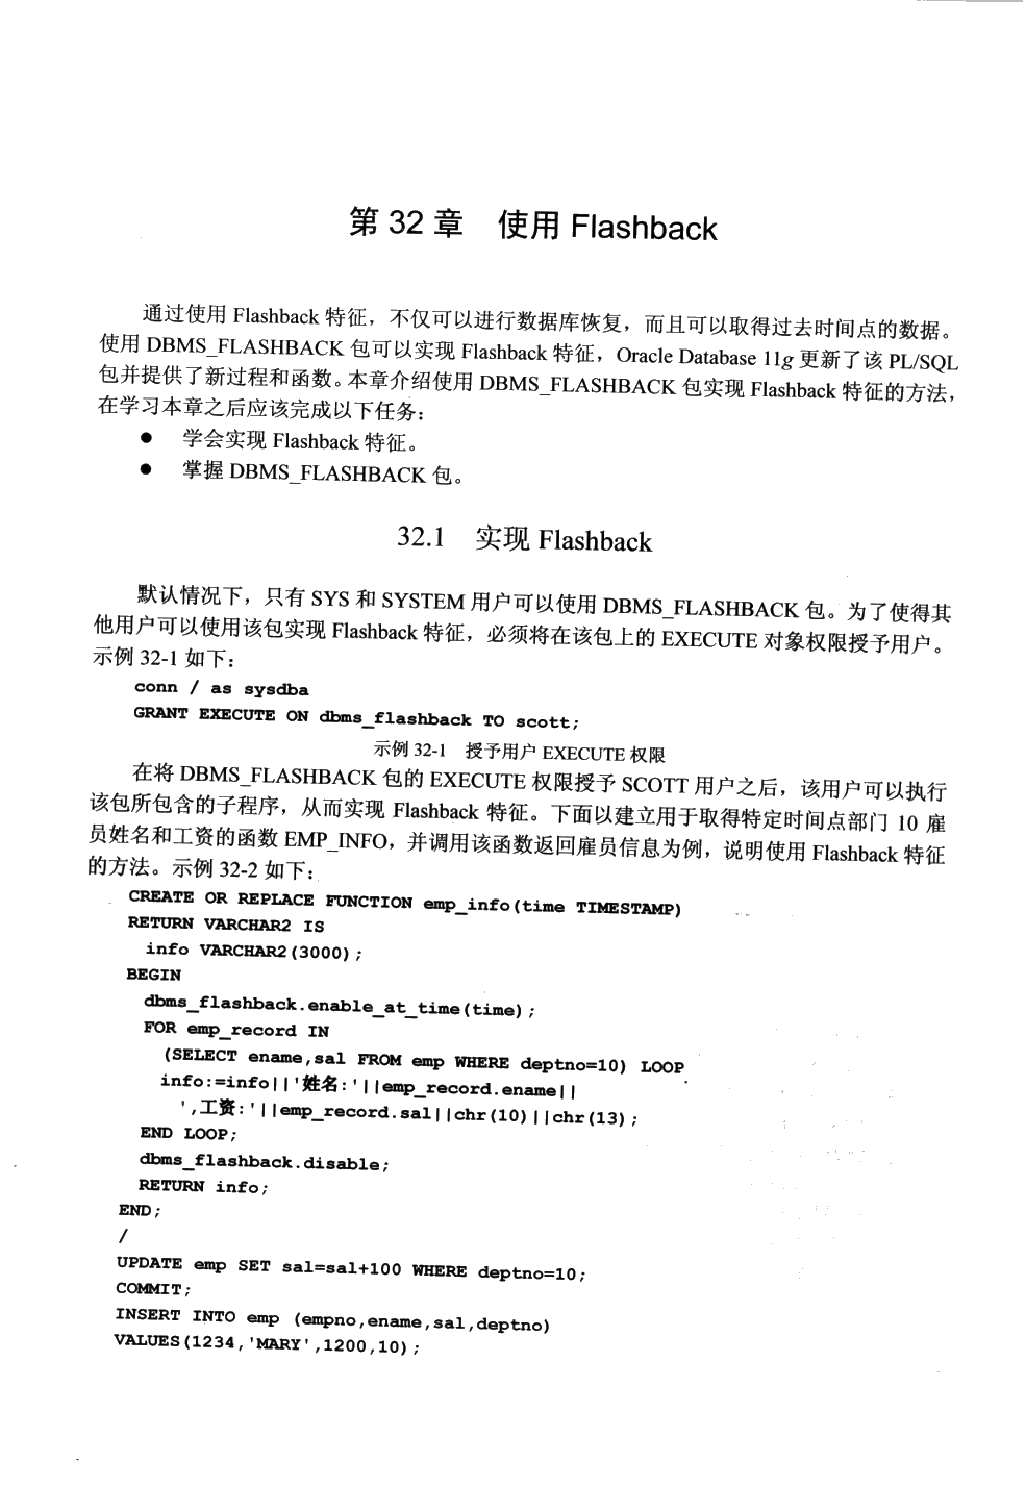 第 32 章　使用 Flashback
通过使用 Flashback 特征，不仅可以进行数据库恢复，而且可以取得过去时间点的数据。
使用 DBMS_FLASHBACK 包可以实现 Flashback 特征，Oracle Database 11g 更新了该 PL/SQL
包并提供了新过程和函数。本章介绍使用 DBMS_FLASHBACK 包实现 Flashback 特征的方法，
在学习本章之后应该完成以下任务：
● 学会实现 Flashback 特征。
● 掌握 DBMS_FLASHBACK 包。
32.1　实现 Flashback
默认情况下，只有 SYS 和 SYSTEM 用户可以使用 DBMS_FLASHBACK 包。为了使得其
他用户可以使用该包实现 Flashback 特征，必须将在该包上的 EXECUTE 对象权限授予用户。
示例 32-1 如下：
conn / as sysdba
GRANT EXECUTE ON dbms_flashback TO scott;
示例 32-1　授予用户 EXECUTE 权限
在将 DBMS_FLASHBACK 包的 EXECUTE 权限授予 SCOTT 用户之后，该用户可以执行
该包所包含的子程序，从而实现 Flashback 特征。下面以建立用于取得特定时间点部门 10 雇
员姓名和工资的函数 EMP_INFO，并调用该函数返回雇员信息为例，说明使用 Flashback 特征
的方法。示例 32-2 如下：
CREATE OR REPLACE FUNCTION emp_info(time TIMESTAMP)
RETURN VARCHAR2 IS
info VARCHAR2(3000);
BEGIN
dbms_flashback.enable_at_time(time);
FOR emp_record IN
(SELECT ename,sal FROM emp WHERE deptno=10) LOOP
info:=info||'姓名:'||emp_record.ename||
',工资:'||emp_record.sal||chr(10)||chr(13);
END LOOP;
dbms_flashback.disable;
RETURN info;
END;
/
UPDATE emp SET sal=sal+100 WHERE deptno=10;
COMMIT;
INSERT INTO emp (empno,ename,sal,deptno)
VALUES(1234,'MARY',1200,10);